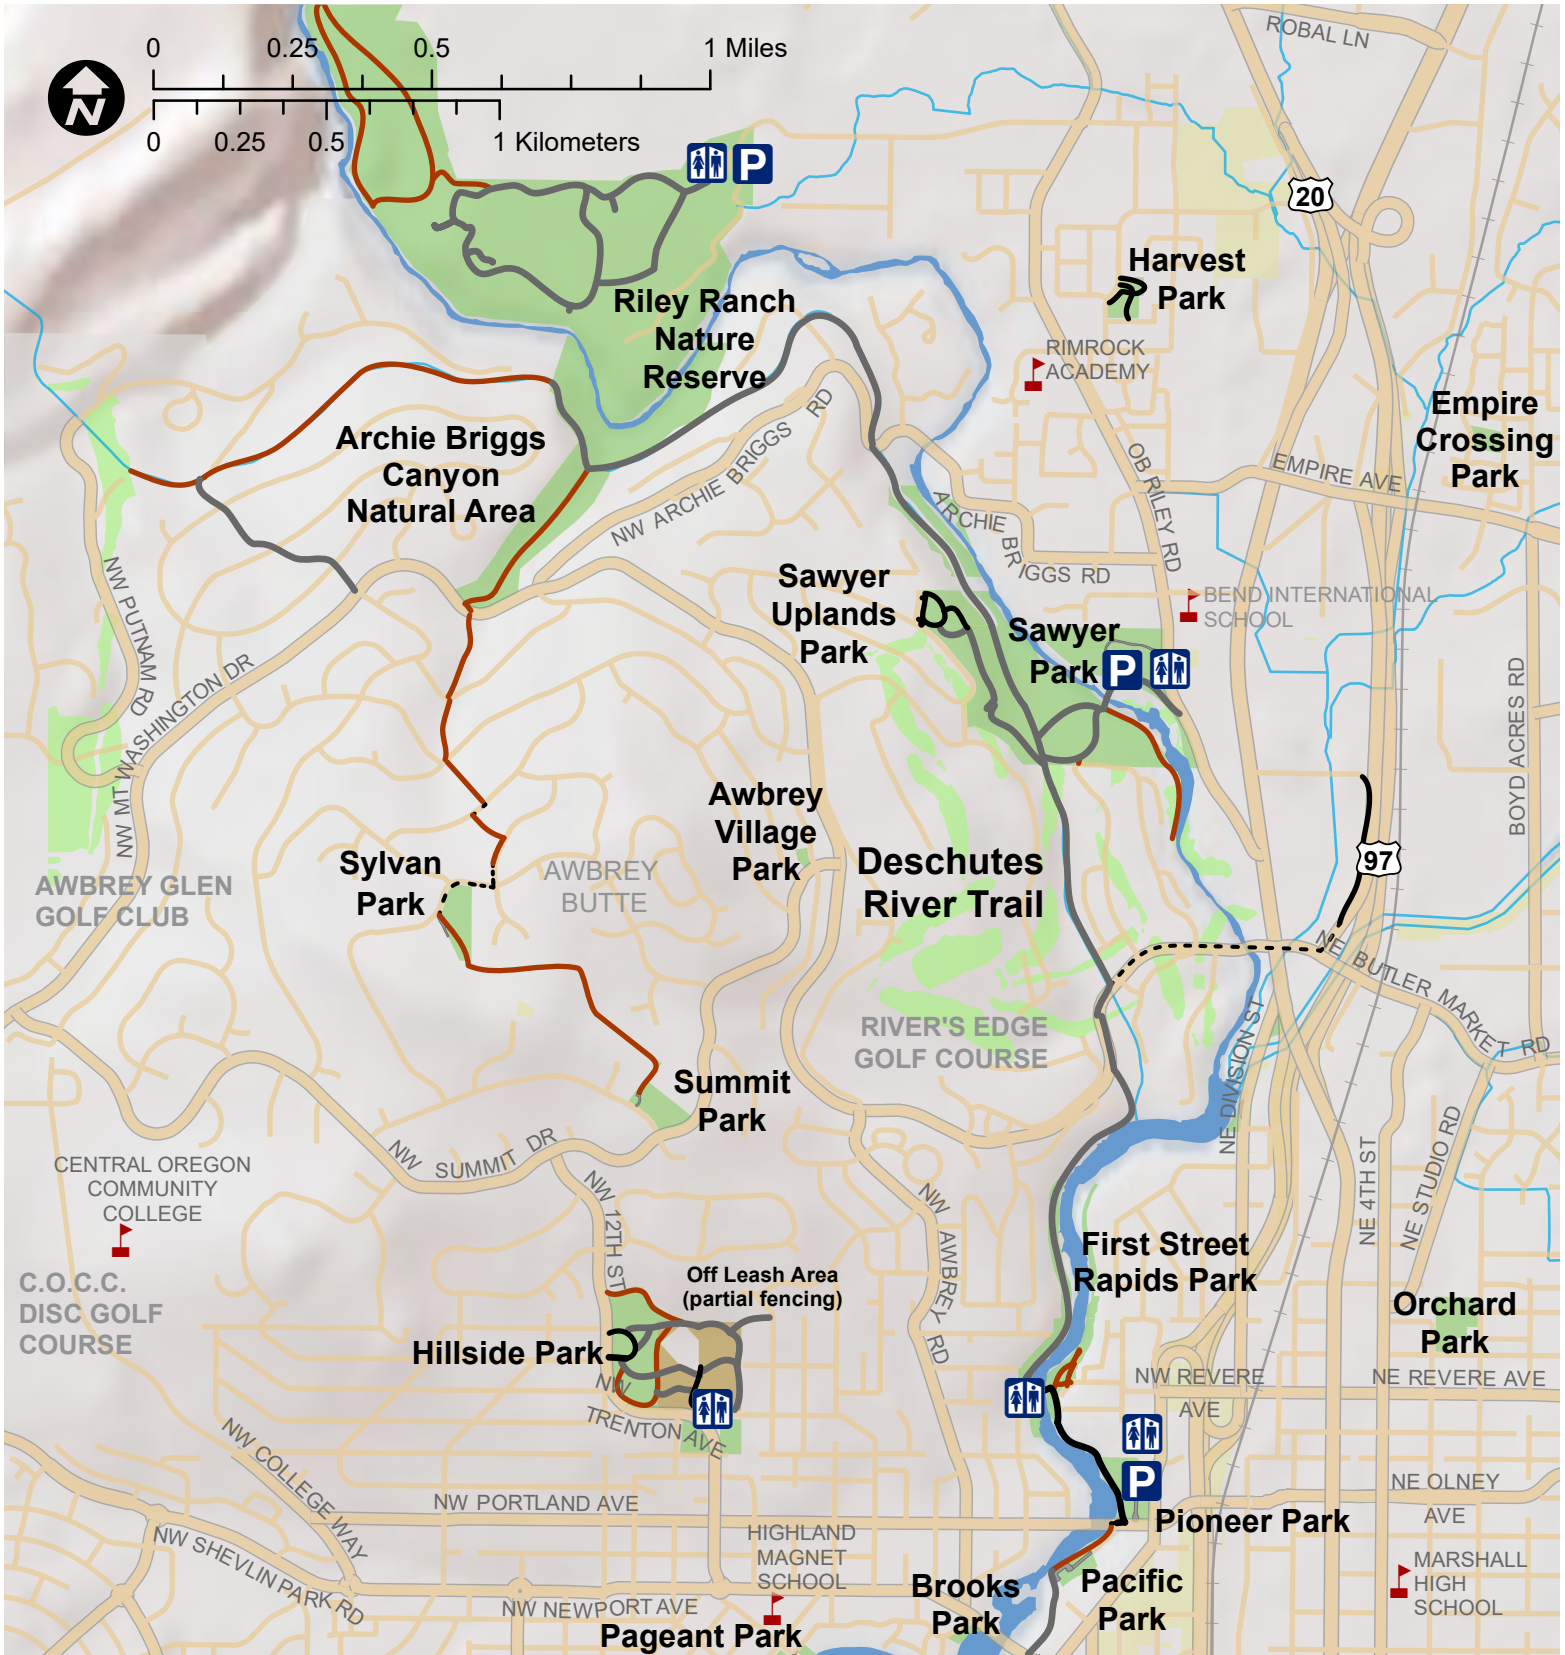 ROBAL LN
0 0.25 0.5 1 Miles
N
0 0.25 0.5 1 Kilometers
P
20
Harvest
Park
Riley Ranch
Nature
Reserve
RIMROCK
ACADEMY
Empire
Crossing
Park
Archie Briggs
Canyon
Natural Area
NW ARCHIE BRIGGS RD
OB RILEY RD
EMPIRE AVE
ARCHIE BRIGGS RD
NW PUTNAM RD
Sawyer
Uplands
Park
BEND INTERNATIONAL
SCHOOL
Sawyer
Park
P
NW MT WASHINGTON DR
BOYD ACRES RD
Awbrey
Village
Park
Sylvan
Park
AWBREY
BUTTE
Deschutes
River Trail
97
AWBREY GLEN
GOLF CLUB
NE BUTLER MARKET RD
RIVER'S EDGE
GOLF COURSE
NE DIVISION ST
Summit
Park
NW SUMMIT DR
NE 4TH ST
NE STUDIO RD
CENTRAL OREGON
COMMUNITY
COLLEGE
NW 12TH ST
NW AWBREY RD
First Street
Rapids Park
C.O.C.C.
DISC GOLF
COURSE
Off Leash Area
(partial fencing)
Orchard
Park
Hillside Park
NW TRENTON AVE
NW REVERE
AVE
NE REVERE AVE
NW COLLEGE WAY
P
NE OLNEY
AVE
NW PORTLAND AVE
Pioneer Park
NW SHEVLIN PARK RD
HIGHLAND
MAGNET
SCHOOL
MARSHALL
HIGH
SCHOOL
Brooks
Park
Pacific
Park
NW NEWPORT AVE
Pageant Park